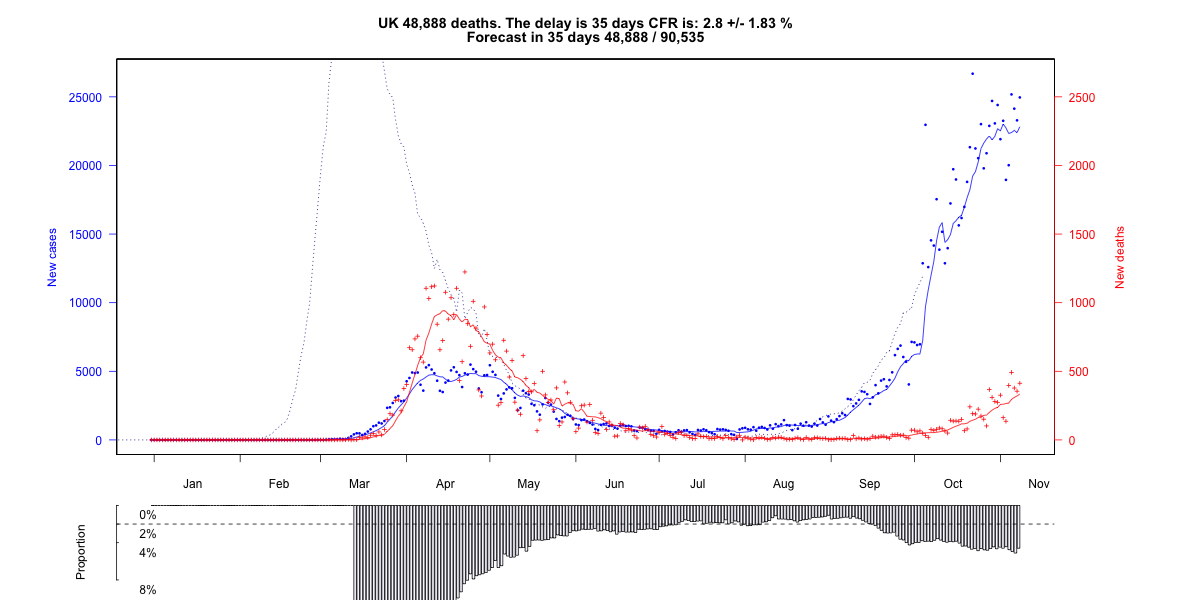 UK 48,888 deaths. The delay is 35 days CFR is: 2.8 +/- 1.83 %
Forecast in 35 days 48,888 / 90,535
25000
20000
15000
10000
5000
0
New cases
2500
2000
1500
1000
500
0
New deaths
Jan Feb Mar Apr May Jun Jul Aug Sep Oct Nov
Proportion
0%
2%
4%
8%